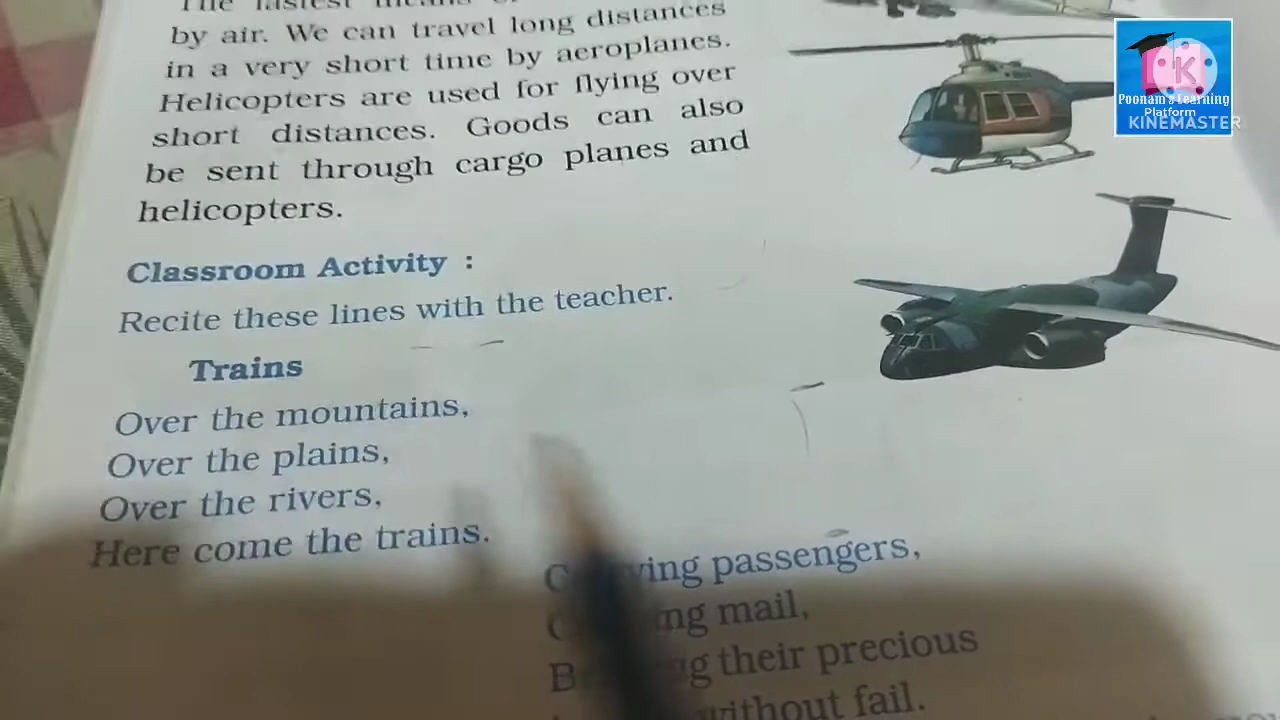 The fastest means
by air. We can travel long distances
in a very short time by aeroplanes.
Helicopters are used for flying over
short distances. Goods can also
be sent through cargo planes and
helicopters.
Classroom Activity :
Recite these lines with the teacher.
Trains
Over the mountains,
Over the plains,
Over the rivers,
Here come the trains.
passengers,
mail,
their precious
without fail.
K
Poonam's Learning
Platform
KINEMASTER